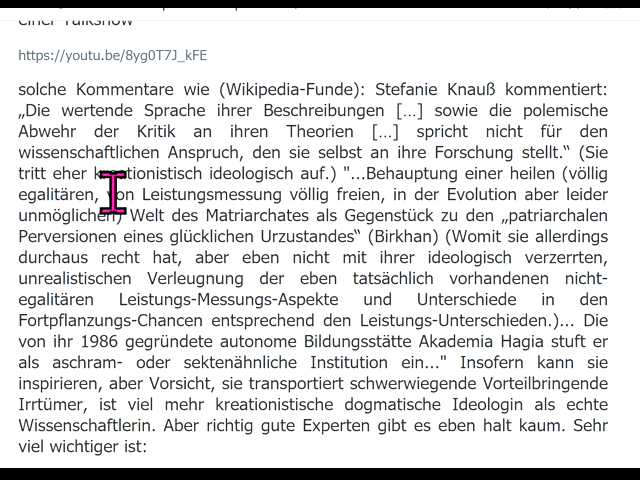 einer Talkshow
https://youtu.be/8yg0T7J_kFE
solche Kommentare wie (Wikipedia-Funde): Stefanie Knauß kommentiert:
„Die wertende Sprache ihrer Beschreibungen [...] sowie die polemische
Abwehr der Kritik an ihren Theorien [...] spricht nicht für den
wissenschaftlichen Anspruch, den sie selbst an ihre Forschung stellt.“ (Sie
tritt eher kreationistisch ideologisch auf.) "...Behauptung einer heilen (völlig
egalitären, von Leistungsmessung völlig freien, in der Evolution aber leider
unmöglichen) Welt des Matriarchates als Gegenstück zu den „patriarchalen
Perversionen eines glücklichen Urzustandes“ (Birkhan) (Womit sie allerdings
durchaus recht hat, aber eben nicht mit ihrer ideologisch verzerrten,
unrealistischen Verleugnung der eben tatsächlich vorhandenen nicht-
egalitären Leistungs-Messungs-Aspekte und Unterschiede in den
Fortpflanzungs-Chancen entsprechend den Leistungs-Unterschieden.)... Die
von ihr 1986 gegründete autonome Bildungsstätte Akademia Hagia stuft er
als aschram- oder sektenähnliche Institution ein..." Insofern kann sie
inspirieren, aber Vorsicht, sie transportiert schwerwiegende Vorteilbringende
Irrtümer, ist viel mehr kreationistische dogmatische Ideologin als echte
Wissenschaftlerin. Aber richtig gute Experten gibt es eben halt kaum. Sehr
viel wichtiger ist: